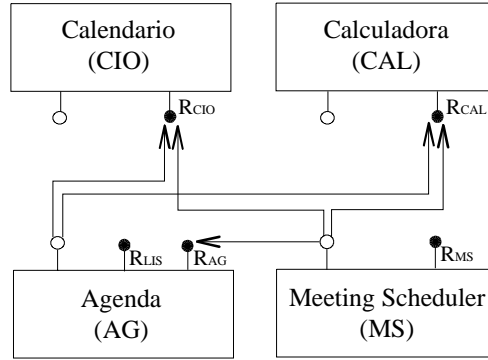 Calendario
(CIO)
Calculadora
(CAL)
RCIO
RCAL
RLIS
RAG
RMS
Agenda
(AG)
Meeting Scheduler
(MS)